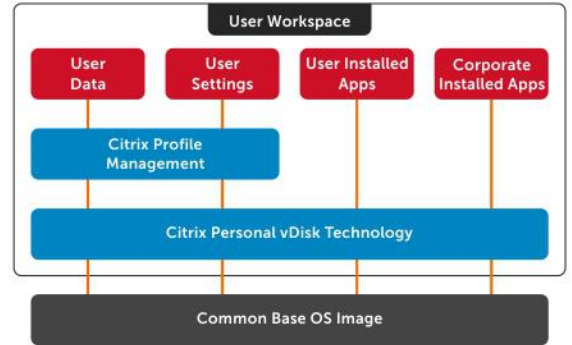 User Workspace
User
Data
User
Settings
User Installed
Apps
Corporate
Installed Apps
Citrix Profile
Management
Citrix Personal vDisk Technology
Common Base OS Image